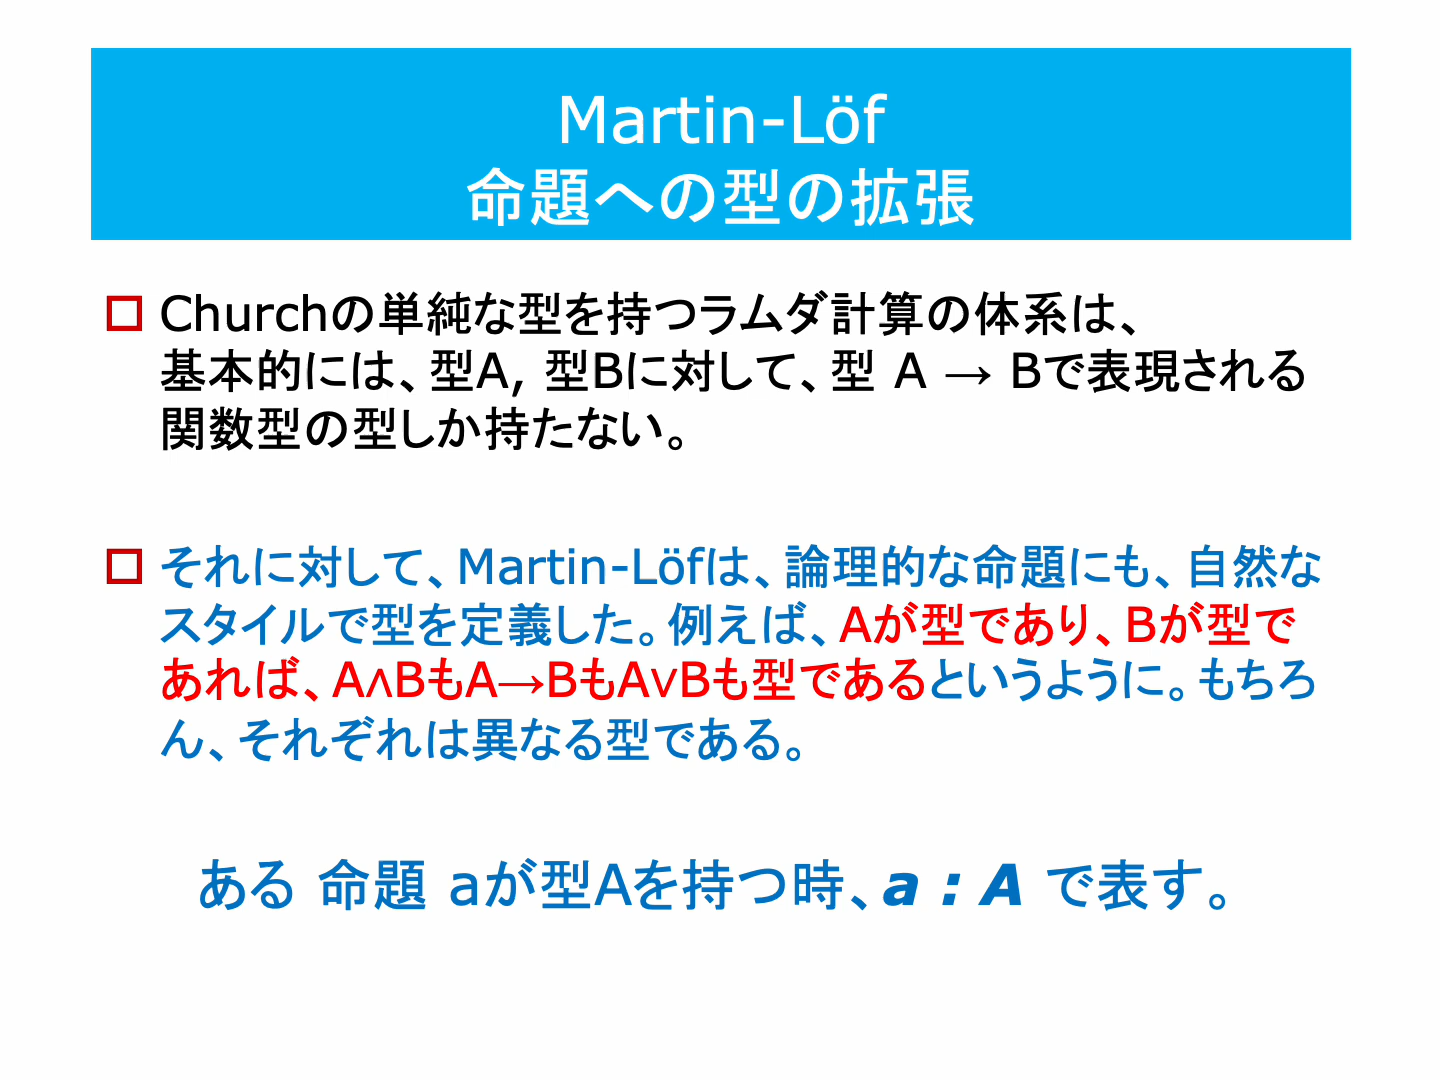 Martin-Löf
命題への型の拡張
Churchの単純な型を持つラムダ計算の体系は、
基本的には、型A, 型Bに対して、型 A → Bで表現される
関数型の型しか持たない。
それに対して、Martin-Löfは、論理的な命題にも、自然な
スタイルで型を定義した。例えば、Aが型であり、Bが型で
あれば、A∧BもA→BもA∨Bも型であるというように。もちろ
ん、それぞれは異なる型である。
ある 命題 aが型Aを持つ時、a : A で表す。